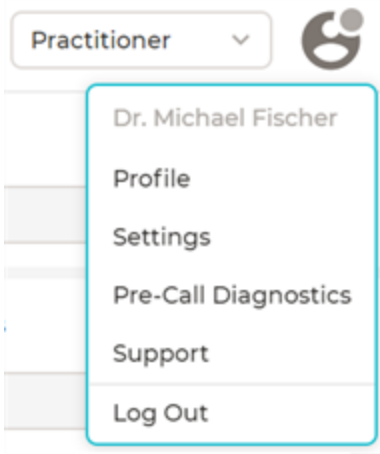 Practitioner
Dr. Michael Fischer
Profile
Settings
Pre-Call Diagnostics
Support
Log Out